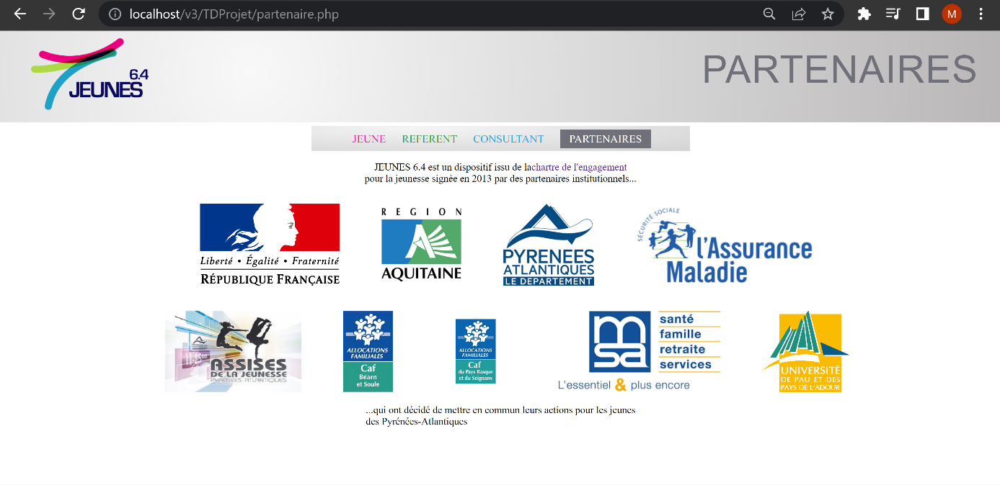 localhost/v3/TDProjet/partenaire.php
M
JEUNES 6.4
PARTENAIRES
JEUNE REFERENT CONSULTANT PARTENAIRES
JEUNES 6.4 est un dispositif issu de lachartre de l'engagement
pour la jeunesse signée en 2013 par des partenaires institutionnels...
Liberté • Égalité • Fraternité
RÉPUBLIQUE FRANÇAISE
REGION
AQUITAINE
PYRENEES
ATLANTIQUES
LE DEPARTEMENT
SÉCURITÉ SOCIALE
l'Assurance
Maladie
ASSISES
DE LA JEUNESSE
PYRENEES ATLANTIQUES
ALLOCATIONS
FAMILIALES
Caf
Béarn
et Soule
ALLOCATIONS
FAMILIALES
Caf
du Pays Basque
et du Seignanx
msa
santé
famille
retraite
services
L'essentiel & plus encore
UNIVERSITÉ
DE PAU ET DES
PAYS DE L'ADOUR
...qui ont décidé de mettre en commun leurs actions pour les jeunes
des Pyrénées-Atlantiques